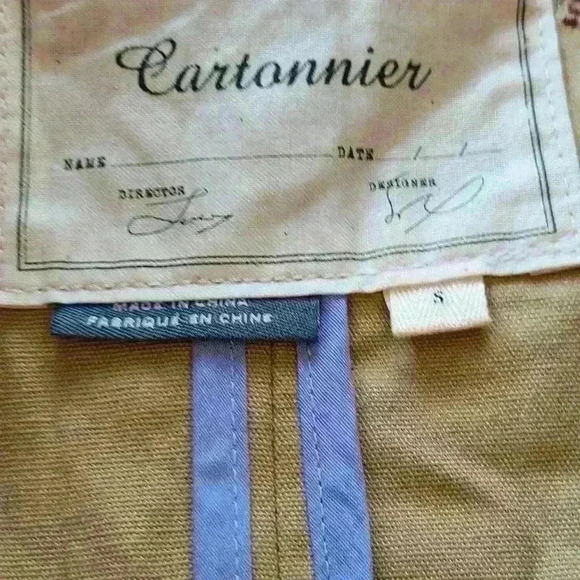 Cartonnier
NAME DATE / /
DIRECTOR DESIGNER
MADE IN CHINA
FABRIQUÉ EN CHINE
S